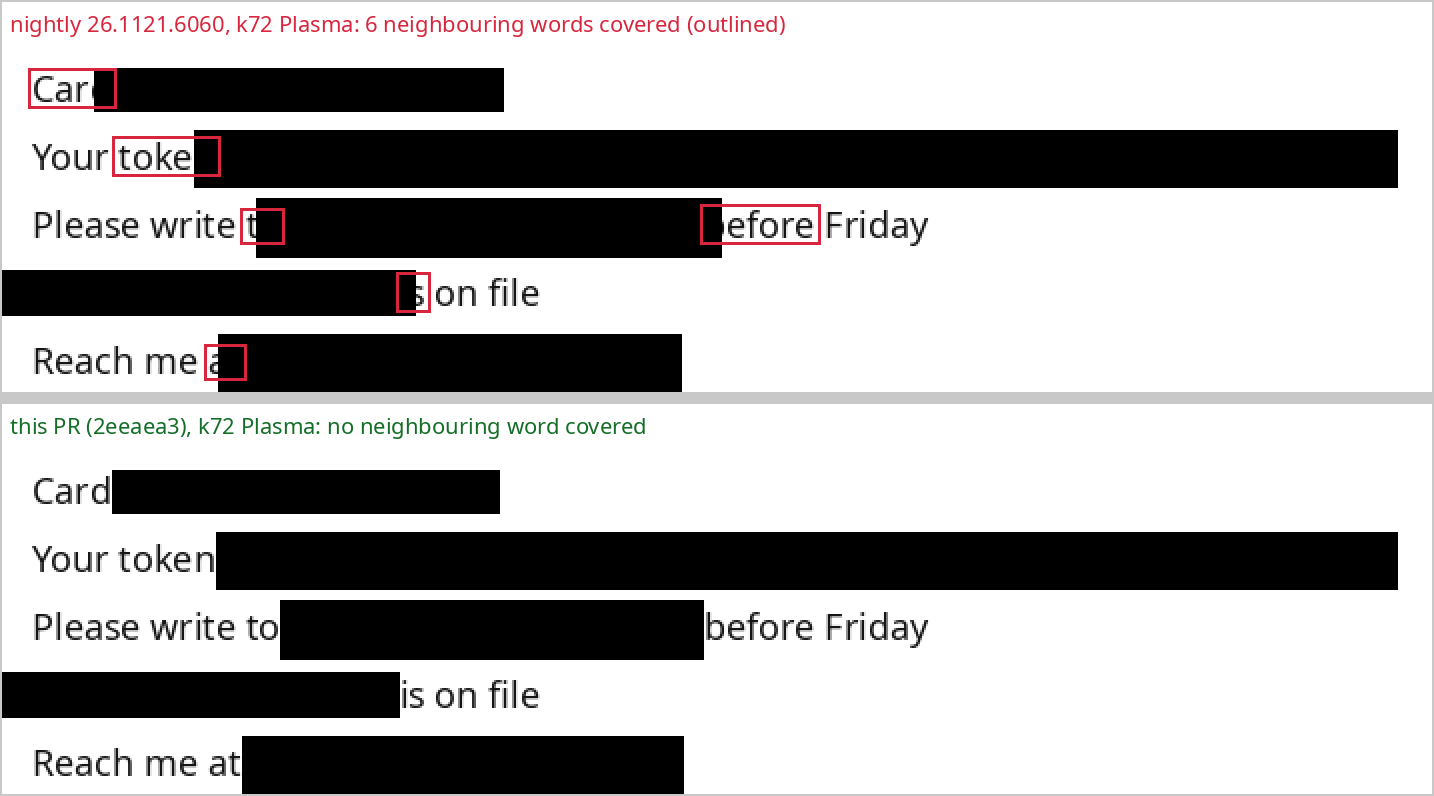 nightly 26.1121.6060, k72 Plasma: 6 neighbouring words covered (outlined)
Car
Your toke
Please write t efore Friday
s on file
Reach me a
this PR (2eeaea3), k72 Plasma: no neighbouring word covered
Card
Your token
Please write to before Friday
is on file
Reach me at